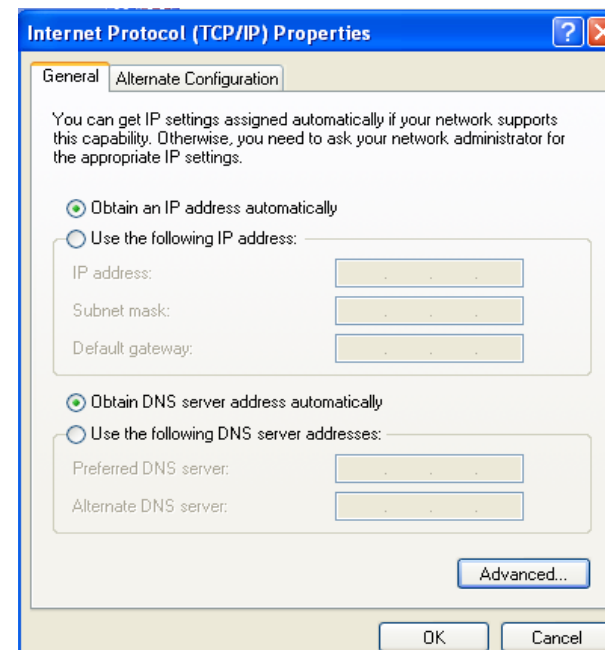 Internet Protocol (TCP/IP) Properties
General
Alternate Configuration
You can get IP settings assigned automatically if your network supports
this capability. Otherwise, you need to ask your network administrator for
the appropriate IP settings.
Obtain an IP address automatically
Use the following IP address:
IP address:
Subnet mask:
Default gateway:
Obtain DNS server address automatically
Use the following DNS server addresses:
Preferred DNS server:
Alternate DNS server:
Advanced...
OK
Cancel